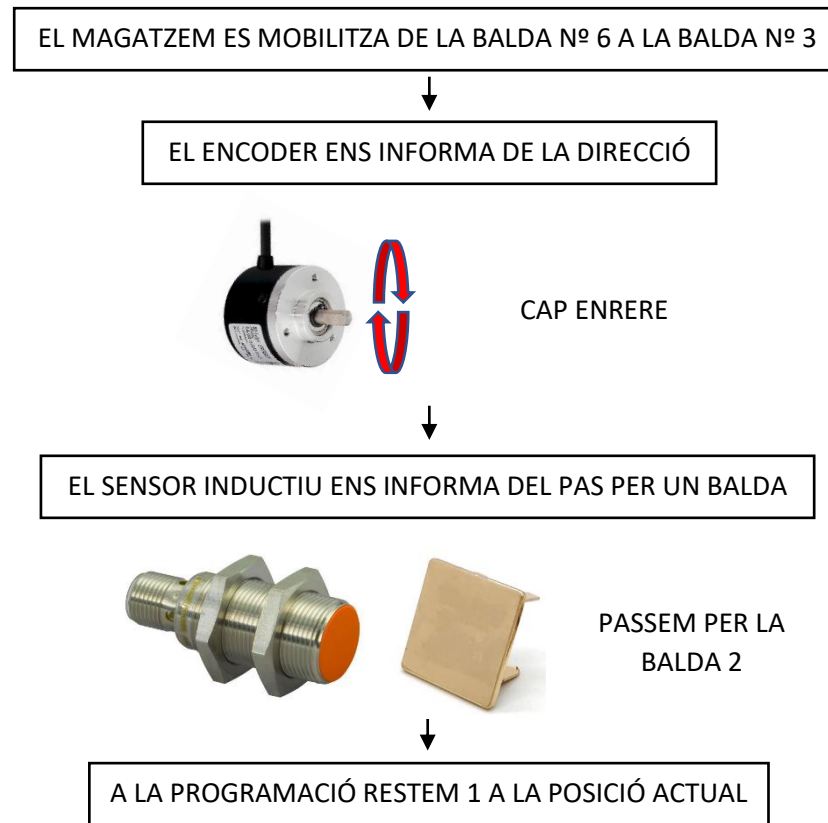 EL MAGATZEM ES MOBILITZA DE LA BALDA Nº 6 A LA BALDA Nº 3
EL ENCODER ENS INFORMA DE LA DIRECCIÓ
CAP ENRERE
EL SENSOR INDUCTIU ENS INFORMA DEL PAS PER UN BALDA
PASSEM PER LA
BALDA 2
A LA PROGRAMACIÓ RESTEM 1 A LA POSICIÓ ACTUAL